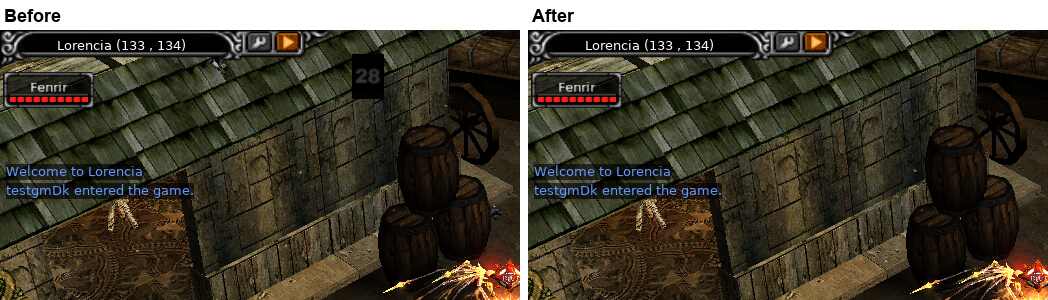 Before
After
Lorencia (133 , 134)
Lorencia (133 , 134)
28
Fenrir
Fenrir
Welcome to Lorencia
testgmDk entered the game.
Welcome to Lorencia
testgmDk entered the game.